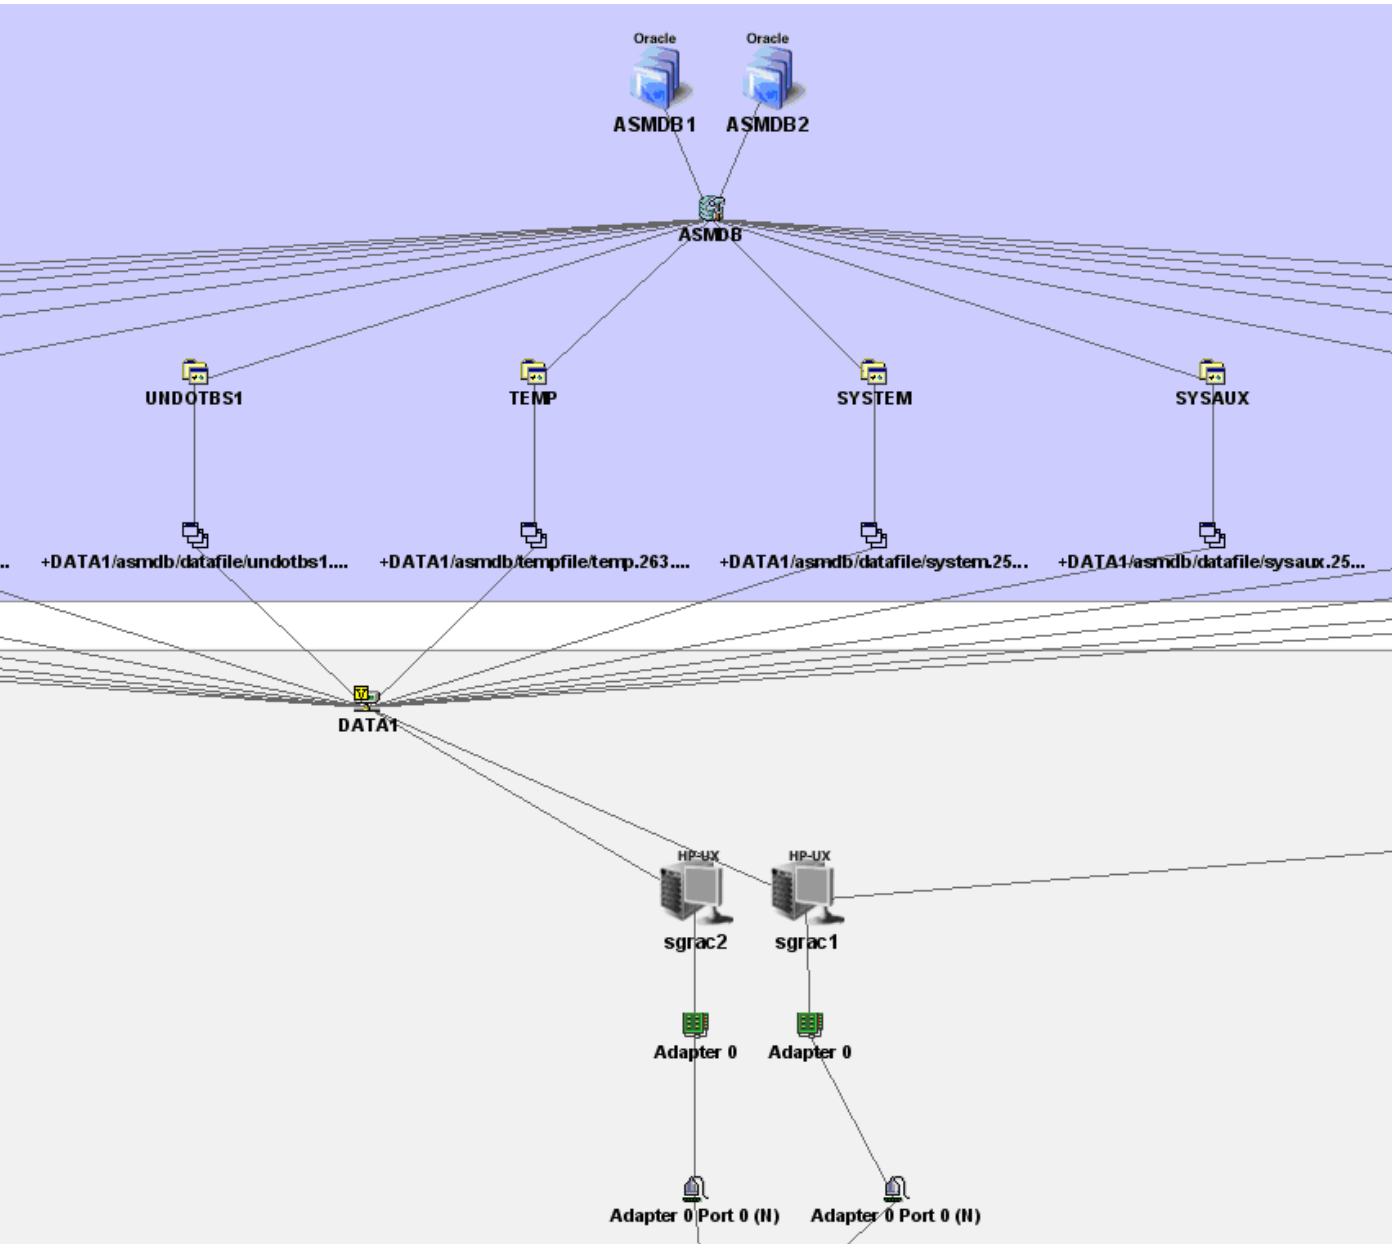 Oracle Oracle
ASMDB1 ASMDB2
ASMDB
UNDOTBS1 TEMP SYSTEM SYSAUX
... +DATA1/asmdb/datafile/undotbs1.... +DATA1/asmdb/tempfile/temp.263.... +DATA1/asmdb/datafile/system.25... +DATA1/asmdb/datafile/sysaux.25...
DATA1
HP-UX HP-UX
sgrac2 sgrac1
Adapter 0 Adapter 0
Adapter 0 Port 0 (N) Adapter 0 Port 0 (N)